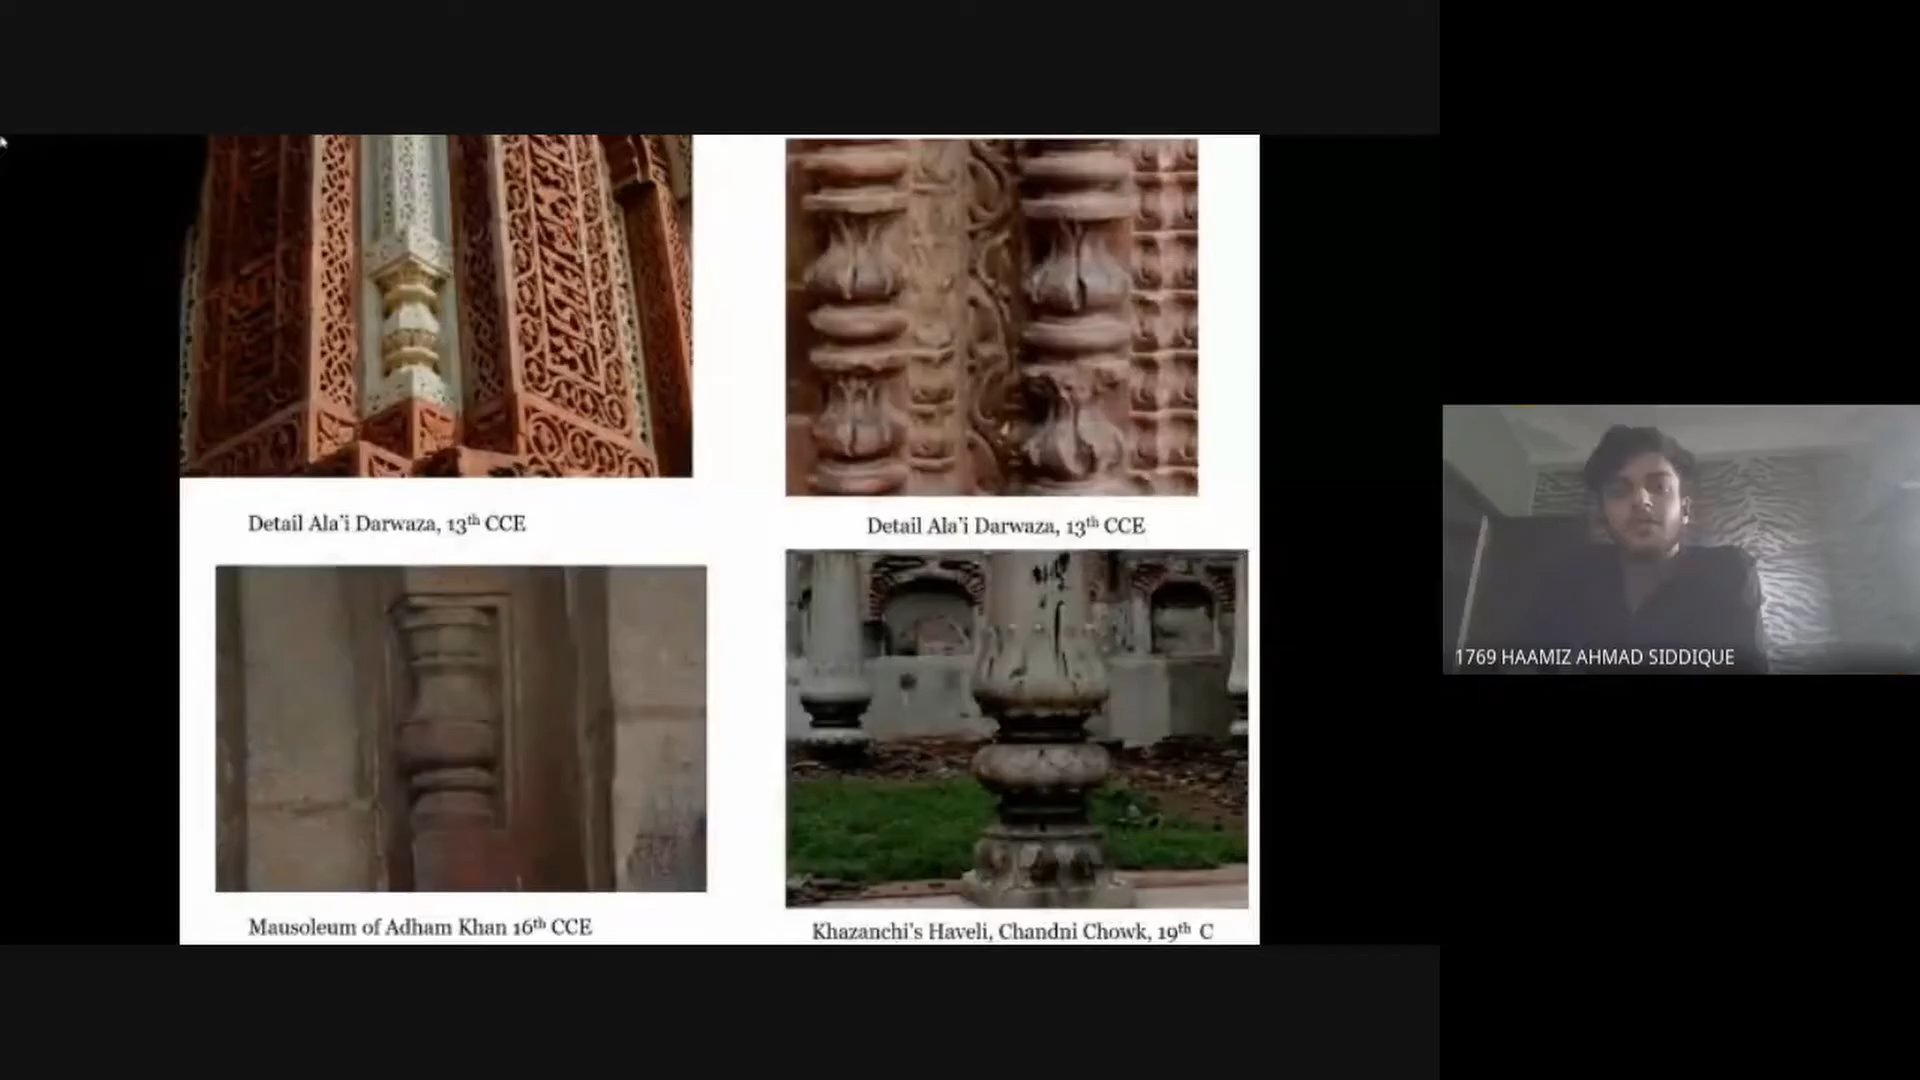 Detail Ala'i Darwaza, 13th CCE
Detail Ala'i Darwaza, 13th CCE
Mausoleum of Adham Khan 16th CCE
Khazanchi's Haveli, Chandni Chowk, 19th C
1769 HAAMIZ AHMAD SIDDIQUE